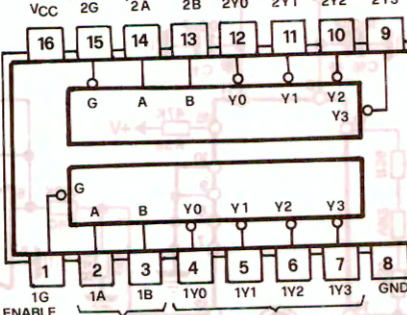 VCC 2G 2A 2B 2Y0 2Y1 2Y2 2Y3
16 15 14 13 12 11 10 9
G A B Y0 Y1 Y2
Y3
G
A B Y0 Y1 Y2 Y3
1 2 3 4 5 6 7 8
1G 1A 1B 1Y0 1Y1 1Y2 1Y3 GND
ENABLE